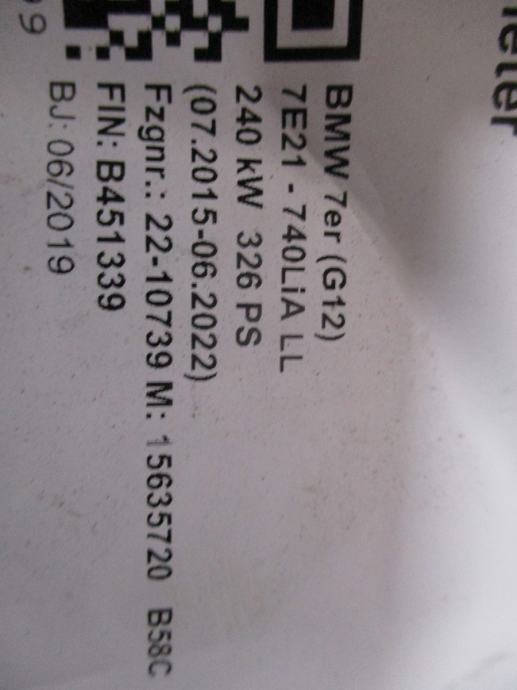 BMW 7er (G12)
7E21 - 740LiA LL
240 kW 326 PS
(07.2015-06.2022)
Fzgnr.: 22-10739 M: 15635720 B58C
FIN: B451339
BJ: 06/2019